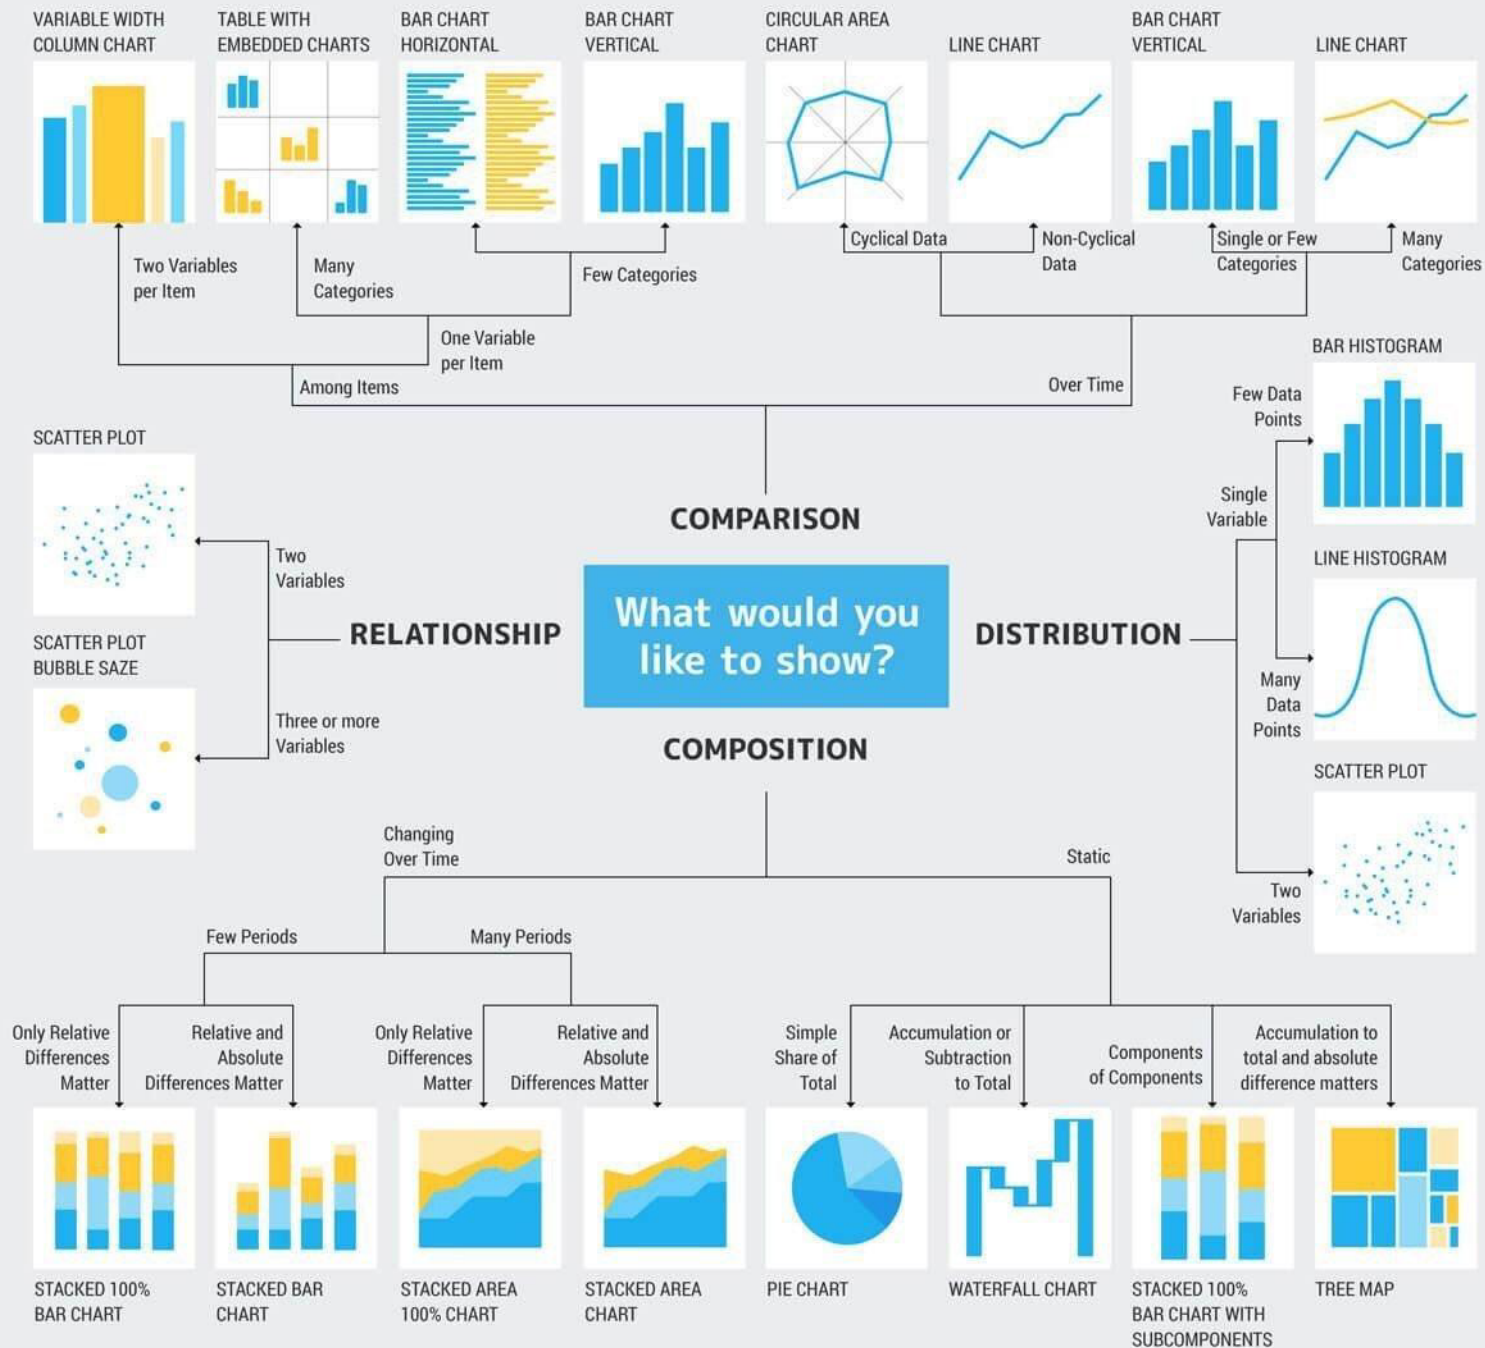 VARIABLE WIDTH
COLUMN CHART
TABLE WITH
EMBEDDED CHARTS
BAR CHART
HORIZONTAL
BAR CHART
VERTICAL
CIRCULAR AREA
CHART
LINE CHART
BAR CHART
VERTICAL
LINE CHART
Two Variables
per Item
Many
Categories
Few Categories
Cyclical Data
Non-Cyclical
Data
Single or Few
Categories
Many
Categories
One Variable
per Item
Among Items
Over Time
SCATTER PLOT
Two
Variables
SCATTER PLOT
BUBBLE SAZE
Three or more
Variables
RELATIONSHIP
COMPARISON
What would you
like to show?
COMPOSITION
DISTRIBUTION
BAR HISTOGRAM
Few Data
Points
Single
Variable
LINE HISTOGRAM
Many
Data
Points
SCATTER PLOT
Two
Variables
Changing
Over Time
Static
Few Periods
Many Periods
Only Relative
Differences
Matter
Relative and
Absolute
Differences Matter
Only Relative
Differences
Matter
Relative and
Absolute
Differences Matter
Simple
Share of
Total
Accumulation or
Subtraction
to Total
Components
of Components
Accumulation to
total and absolute
difference matters
STACKED 100%
BAR CHART
STACKED BAR
CHART
STACKED AREA
100% CHART
STACKED AREA
CHART
PIE CHART
WATERFALL CHART
STACKED 100%
BAR CHART WITH
SUBCOMPONENTS
TREE MAP